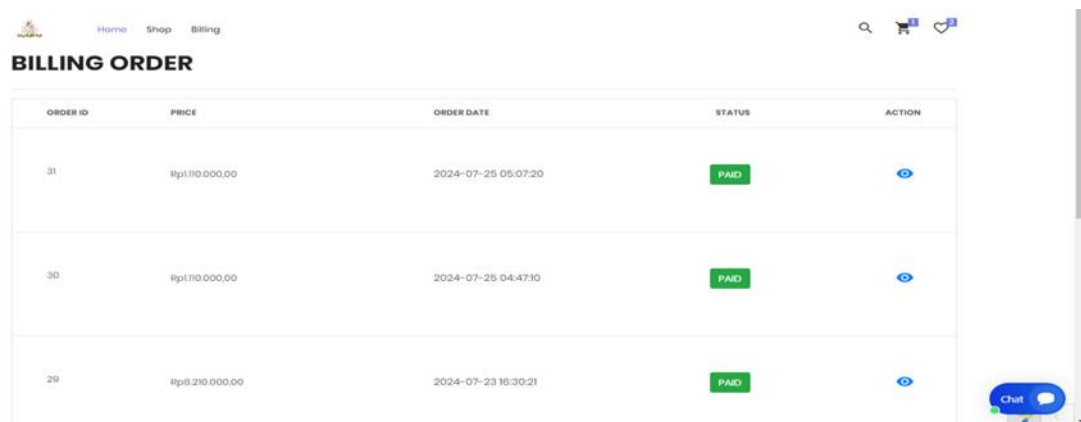 Home Shop Billing 1 2
BILLING ORDER
ORDER ID PRICE ORDER DATE STATUS ACTION
31 Rp1.110.000,00 2024-07-25 05:07:20 PAID
30 Rp1.110.000,00 2024-07-25 04:47:10 PAID
29 Rp8.210.000,00 2024-07-23 16:30:21 PAID
Chat